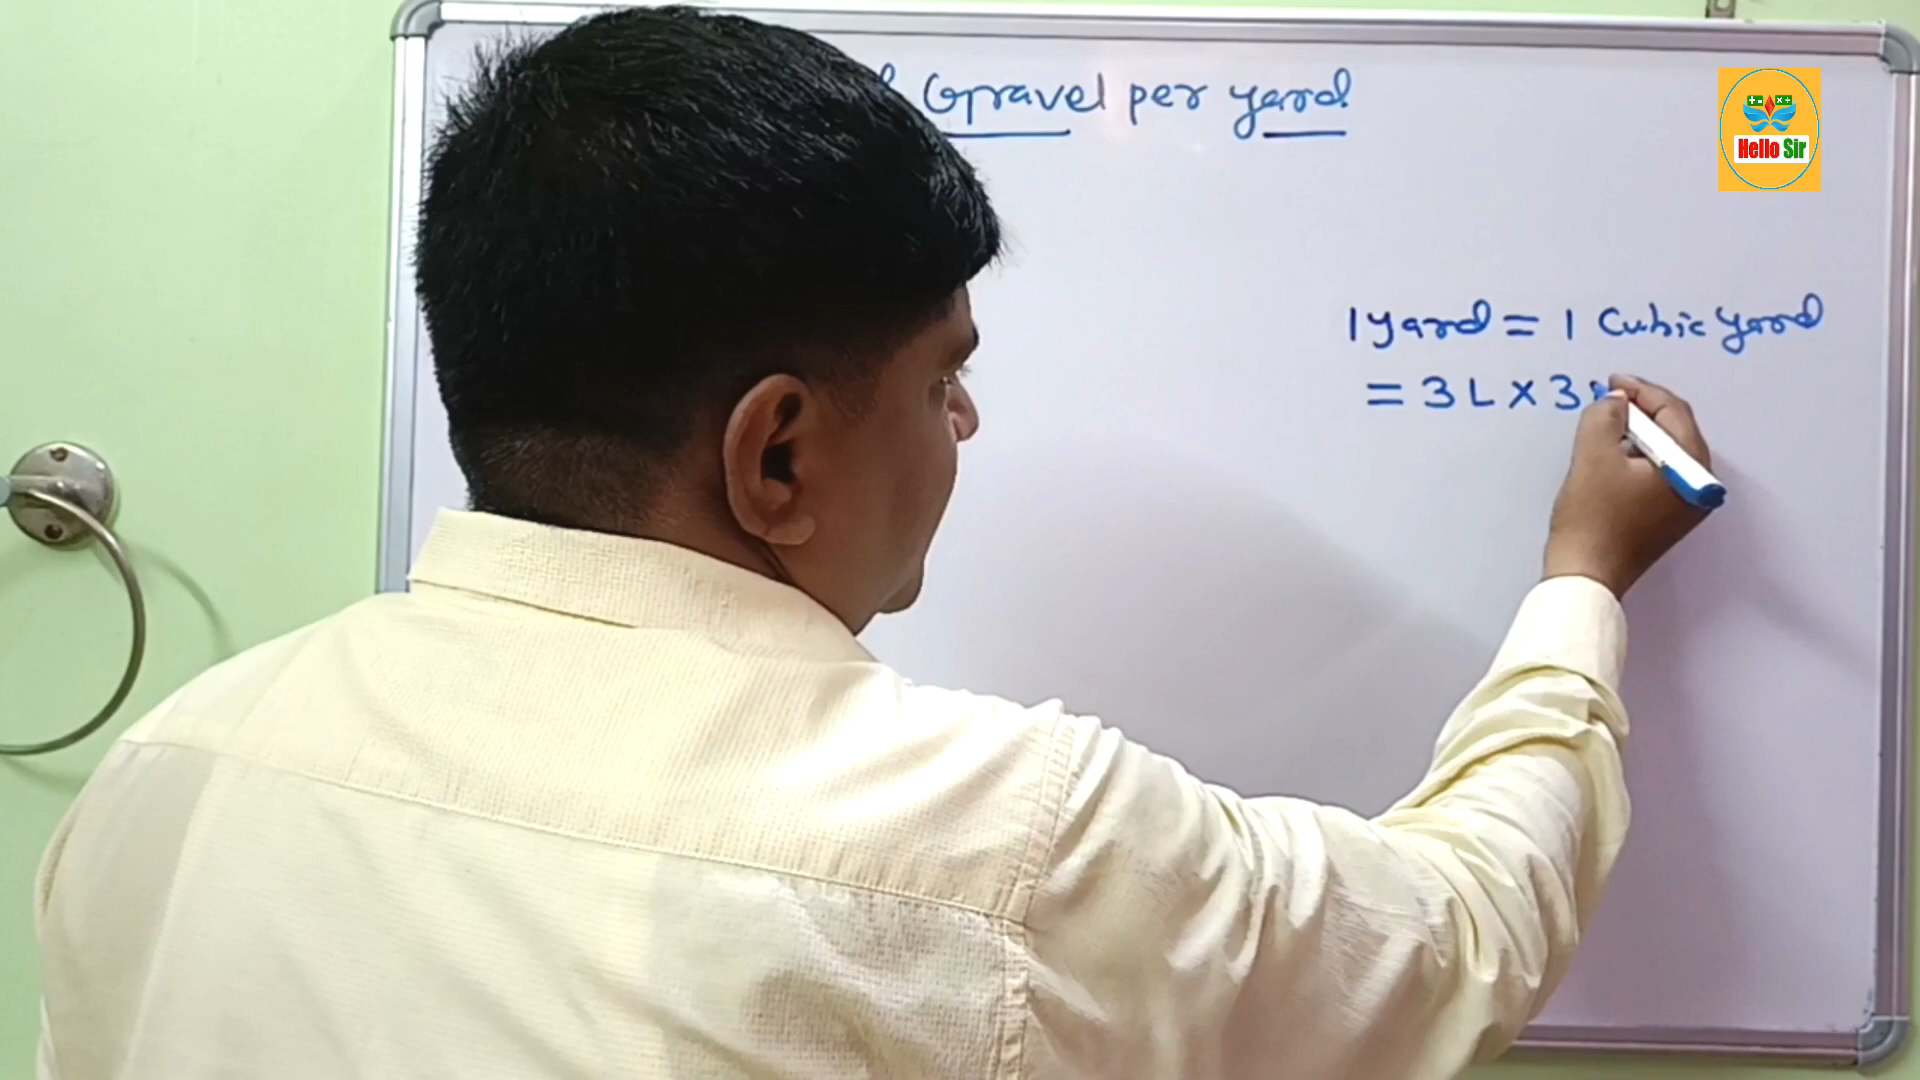 Gravel per yard
Hello Sir
1 yard = 1 Cubic yard
= 3 L x 3